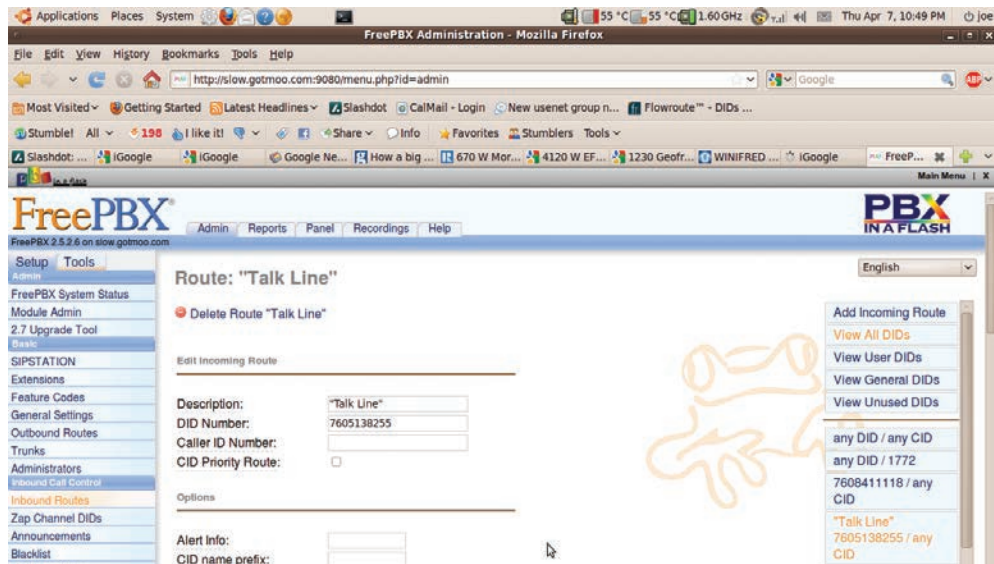 Applications Places System
55 °C 55 °C 1.60 GHz Thu Apr 7, 10:49 PM joe
FreePBX Administration - Mozilla Firefox
File Edit View History Bookmarks Tools Help
http://slow.gotmoo.com:9080/menu.php?id=admin
Google
ABP
Most Visited Getting Started Latest Headlines Slashdot CalMail - Login New usenet group n... Flowroute™ - DIDs ...
Stumble! All 198 I like it! Share Info Favorites Stumblers Tools
Slashdot: ... iGoogle iGoogle Google Ne... How a big ... 670 W Mor... 4120 W EF... 1230 Geofr... WINIFRED ... iGoogle FreeP...
in a flash
Main Menu | X
FreePBX
Admin Reports Panel Recordings Help
PBX
IN A FLASH
FreePBX 2.5.2.6 on slow.gotmoo.com
Setup Tools
Admin
FreePBX System Status
Module Admin
2.7 Upgrade Tool
Basic
SIPSTATION
Extensions
Feature Codes
General Settings
Outbound Routes
Trunks
Administrators
Inbound Call Control
Inbound Routes
Zap Channel DIDs
Announcements
Blacklist
Route: "Talk Line"
Delete Route "Talk Line"
Edit Incoming Route
Description: "Talk Line"
DID Number: 7605138255
Caller ID Number:
CID Priority Route:
Options
Alert Info:
CID name prefix:
English
Add Incoming Route
View All DIDs
View User DIDs
View General DIDs
View Unused DIDs
any DID / any CID
any DID / 1772
7608411118 / any
CID
"Talk Line"
7605138255 / any
CID